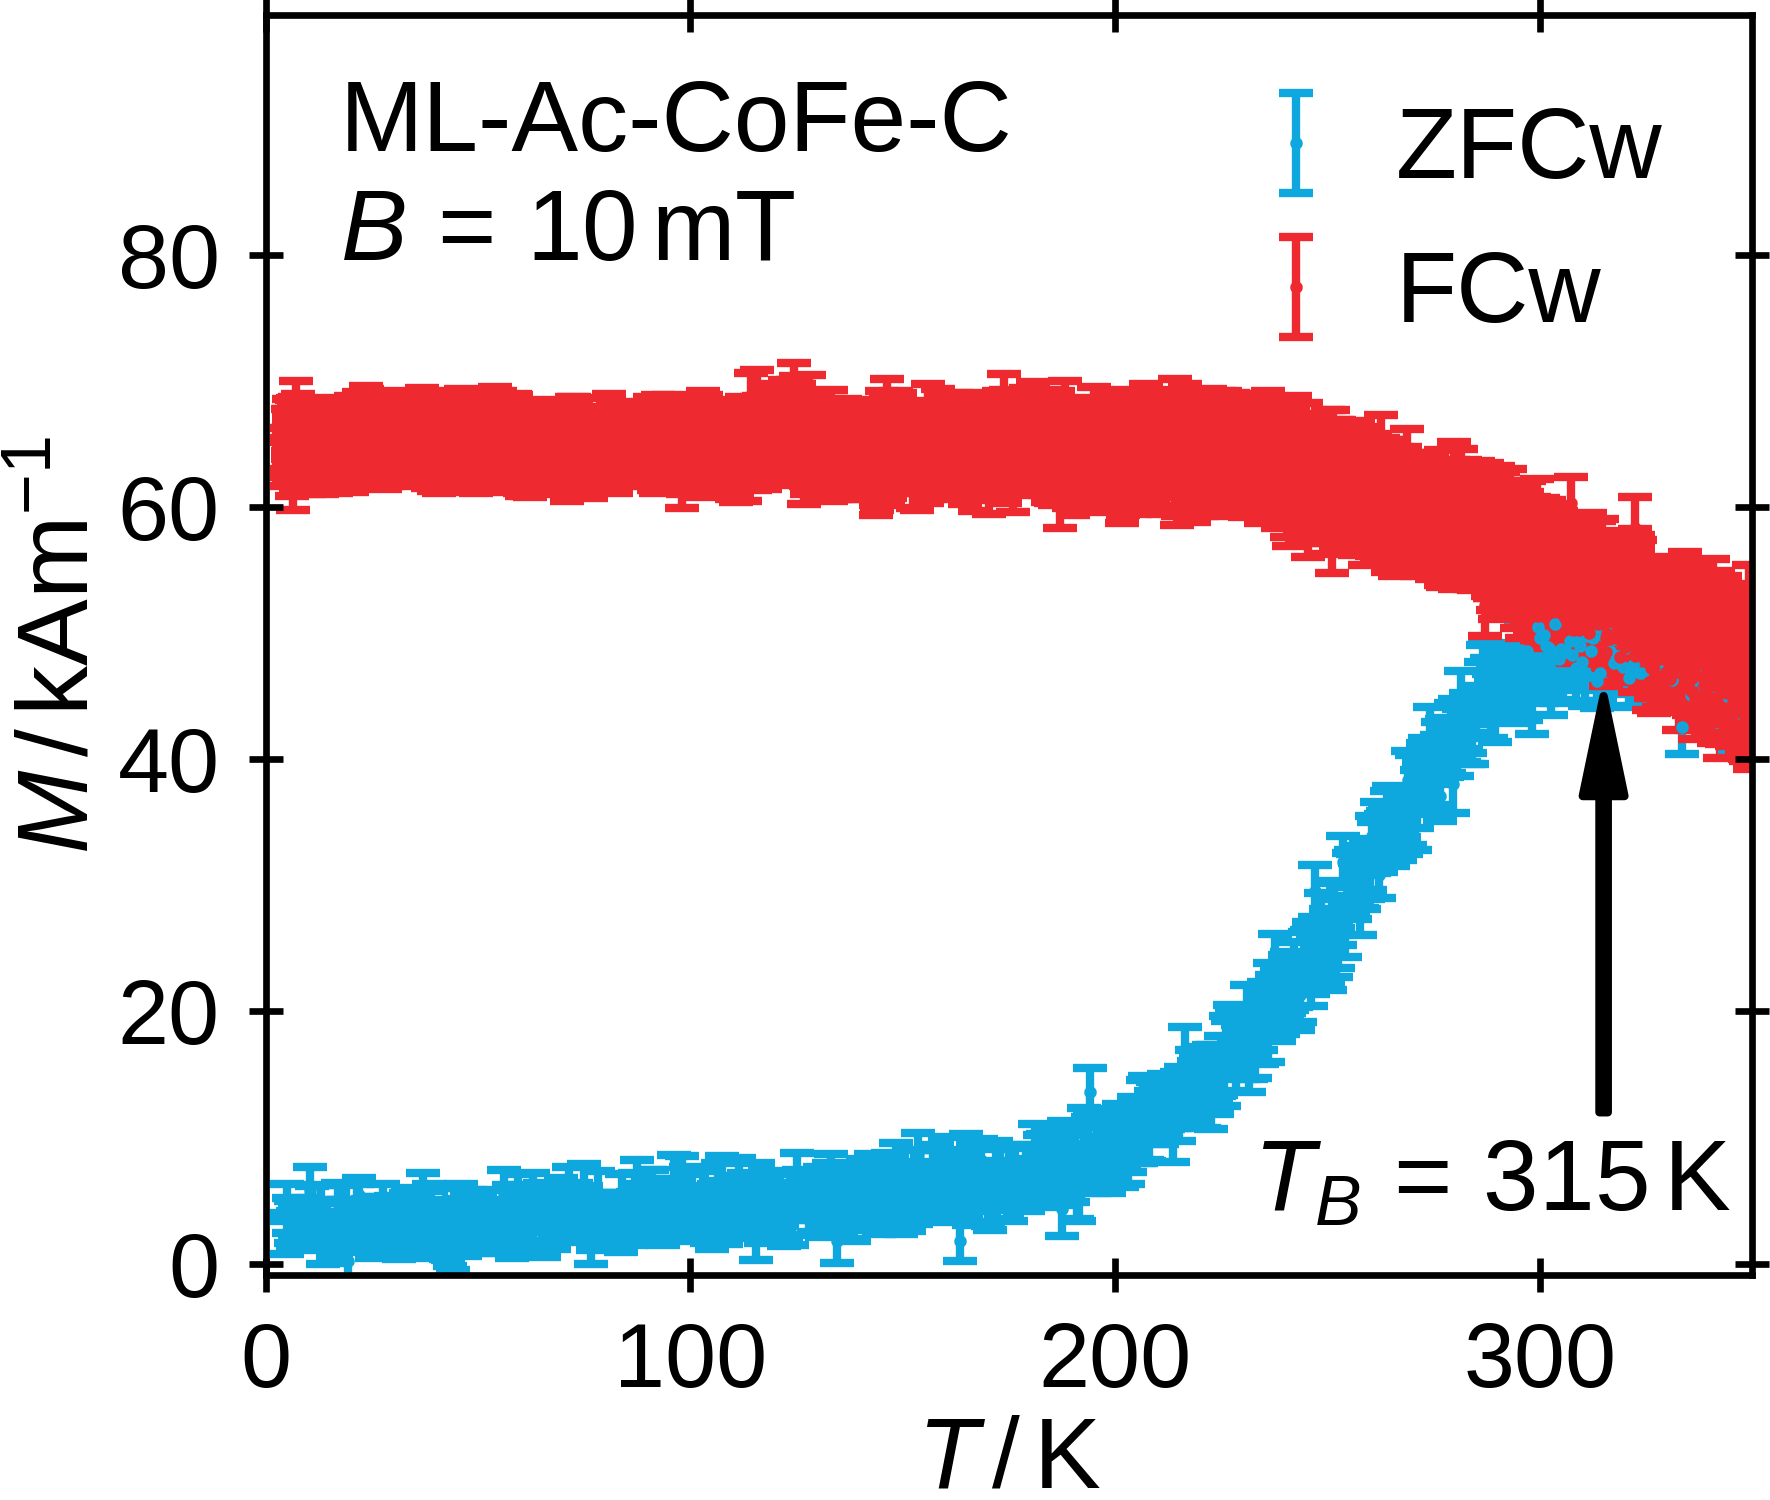 ML-Ac-CoFe-C
B = 10 mT
ZFCw
FCw
80
60
40
20
0
M / kAm⁻¹
T_B = 315 K
0 100 200 300
T / K